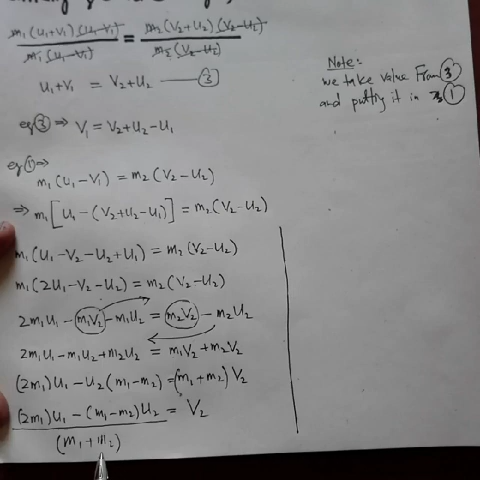 m₁(u₁+v₁)(u₁-v₁) / m₁(u₁-v₁) = m₂(v₂+u₂)(v₂-u₂) / m₂(v₂-u₂)
u₁+v₁ = v₂+u₂ — ③
eq③ ⇒ v₁ = v₂+u₂-u₁
eq① ⇒
m₁(u₁-v₁) = m₂(v₂-u₂)
⇒ m₁[u₁-(v₂+u₂-u₁)] = m₂(v₂-u₂)
m₁(u₁-v₂-u₂+u₁) = m₂(v₂-u₂)
m₁(2u₁-v₂-u₂) = m₂(v₂-u₂)
2m₁u₁ - m₁v₂ - m₁u₂ = m₂v₂ - m₂u₂
2m₁u₁-m₁u₂+m₂u₂ = m₁v₂+m₂v₂
(2m₁)u₁-u₂(m₁-m₂) = (m₁+m₂)v₂
(2m₁)u₁-(m₁-m₂)u₂ / (m₁+m₂) = v₂
Note:
we take value From ③
and putting it in ①